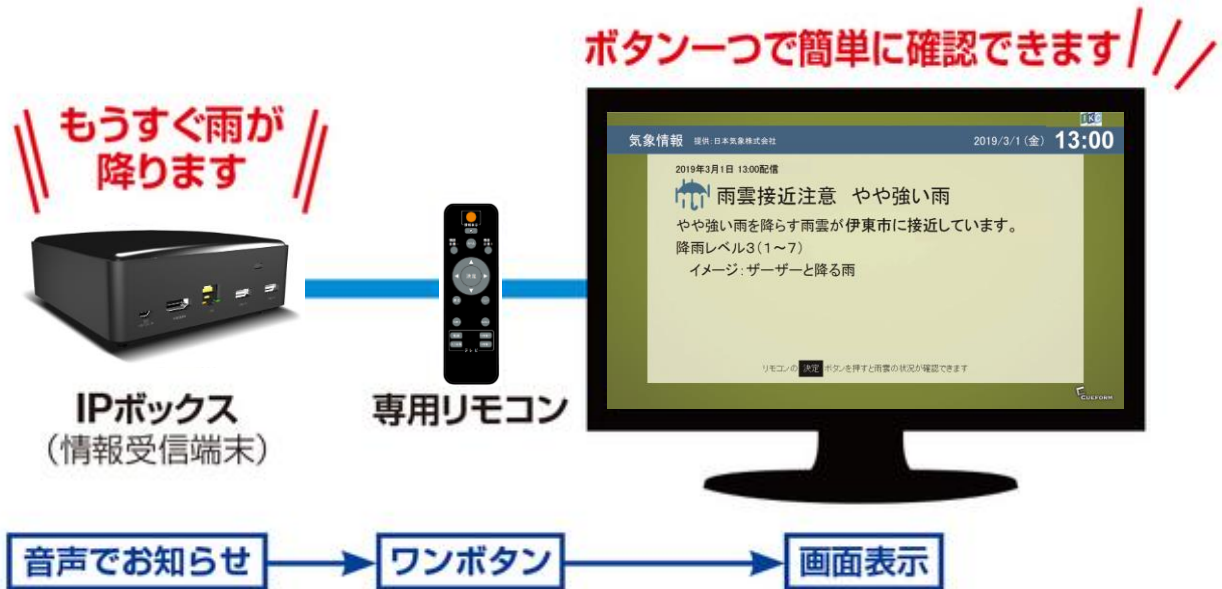 ボタン一つで簡単に確認できます
もうすぐ雨が
降ります
IKC
気象情報 提供:日本気象株式会社 2019/3/1(金) 13:00
2019年3月1日 13:00配信
雨雲接近注意 やや強い雨
やや強い雨を降らす雨雲が伊東市に接近しています。
降雨レベル3(1~7)
イメージ:ザーザーと降る雨
リモコンの 決定 ボタンを押すと雨雲の状況が確認できます
CUEFORM
決定
テレビ
IPボックス
(情報受信端末)
専用リモコン
音声でお知らせ ワンボタン 画面表示